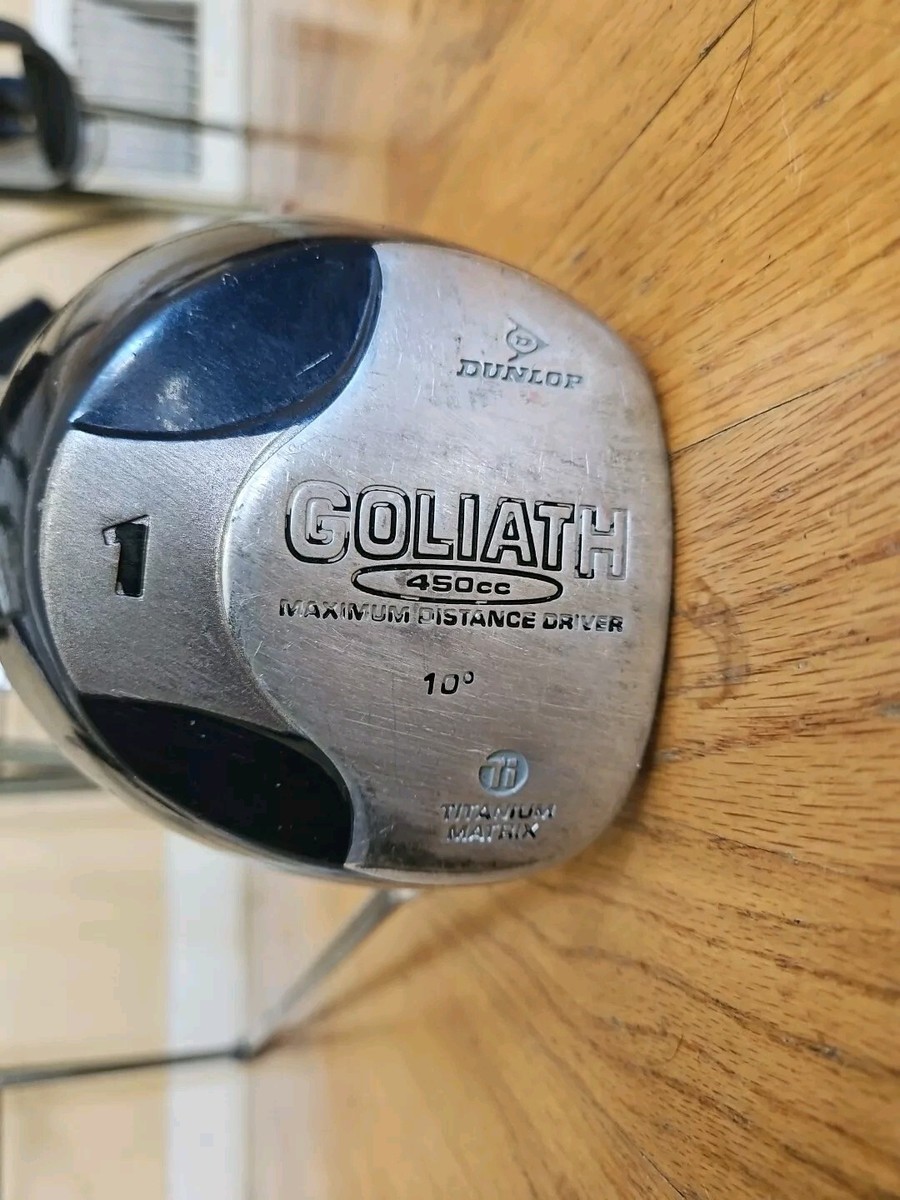 D
DUNLOP
1
GOLIATH
450cc
MAXIMUM DISTANCE DRIVER
10°
Ti
TITANIUM
MATRIX